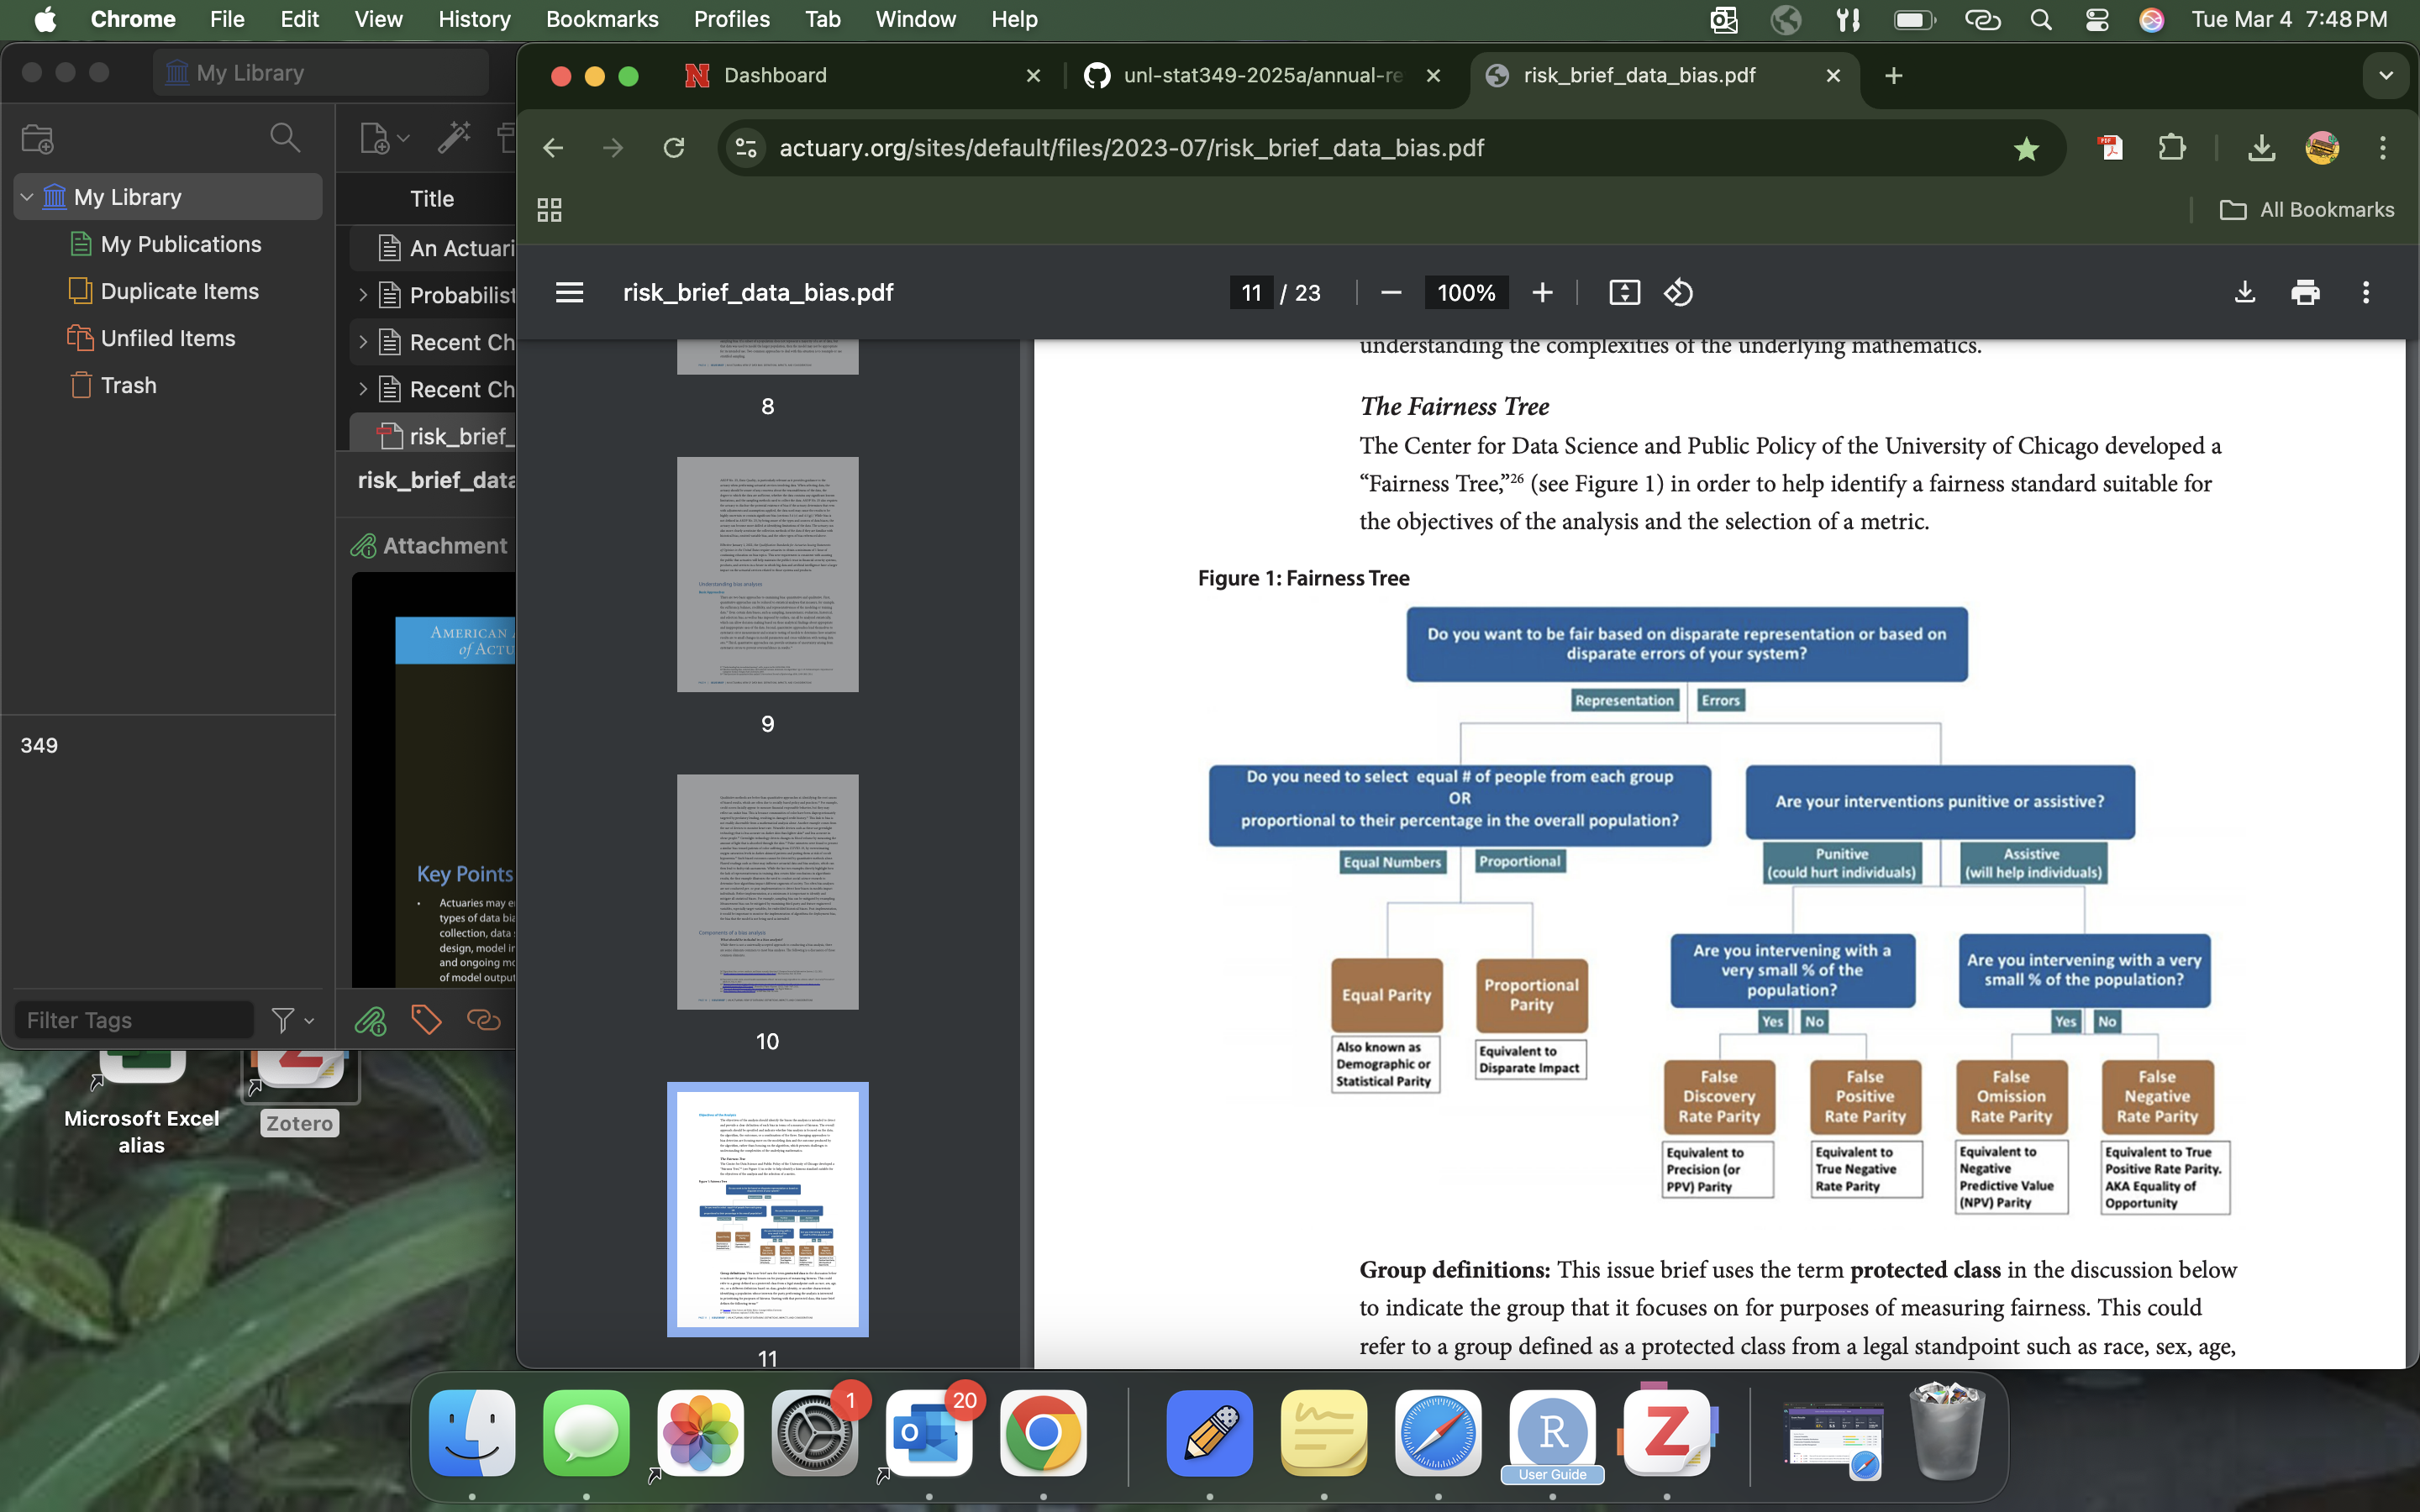 Chrome File Edit View History Bookmarks Profiles Tab Window Help Tue Mar 4 7:48 PM
My Library
My Library
My Publications
Duplicate Items
Unfiled Items
Trash
349
Filter Tags
Title
An Actuari
Probabilist
Recent Ch
Recent Ch
risk_brief_
risk_brief_data
Attachment
AMERICAN
of ACTU
Key Points
• Actuaries may e
types of data bia
collection, data
design, model i
and ongoing mo
of model output
Microsoft Excel
alias
Zotero
Dashboard
unl-stat349-2025a/annual-re
risk_brief_data_bias.pdf
actuary.org/sites/default/files/2023-07/risk_brief_data_bias.pdf
All Bookmarks
risk_brief_data_bias.pdf
11 / 23
100%
8
9
10
11
understanding the complexities of the underlying mathematics.
The Fairness Tree
The Center for Data Science and Public Policy of the University of Chicago developed a
“Fairness Tree,”26 (see Figure 1) in order to help identify a fairness standard suitable for
the objectives of the analysis and the selection of a metric.
Figure 1: Fairness Tree
Do you want to be fair based on disparate representation or based on
disparate errors of your system?
Representation Errors
Do you need to select equal # of people from each group
OR
proportional to their percentage in the overall population?
Equal Numbers Proportional
Equal Parity
Also known as
Demographic or
Statistical Parity
Proportional
Parity
Equivalent to
Disparate Impact
Are your interventions punitive or assistive?
Punitive
(could hurt individuals)
Assistive
(will help individuals)
Are you intervening with a
very small % of the
population?
Yes No
Are you intervening with a very
small % of the population?
Yes No
False
Discovery
Rate Parity
Equivalent to
Precision (or
PPV) Parity
False
Positive
Rate Parity
Equivalent to
True Negative
Rate Parity
False
Omission
Rate Parity
Equivalent to
Negative
Predictive Value
(NPV) Parity
False
Negative
Rate Parity
Equivalent to True
Positive Rate Parity.
AKA Equality of
Opportunity
Group definitions: This issue brief uses the term protected class in the discussion below
to indicate the group that it focuses on for purposes of measuring fairness. This could
refer to a group defined as a protected class from a legal standpoint such as race, sex, age,
1
20
User Guide